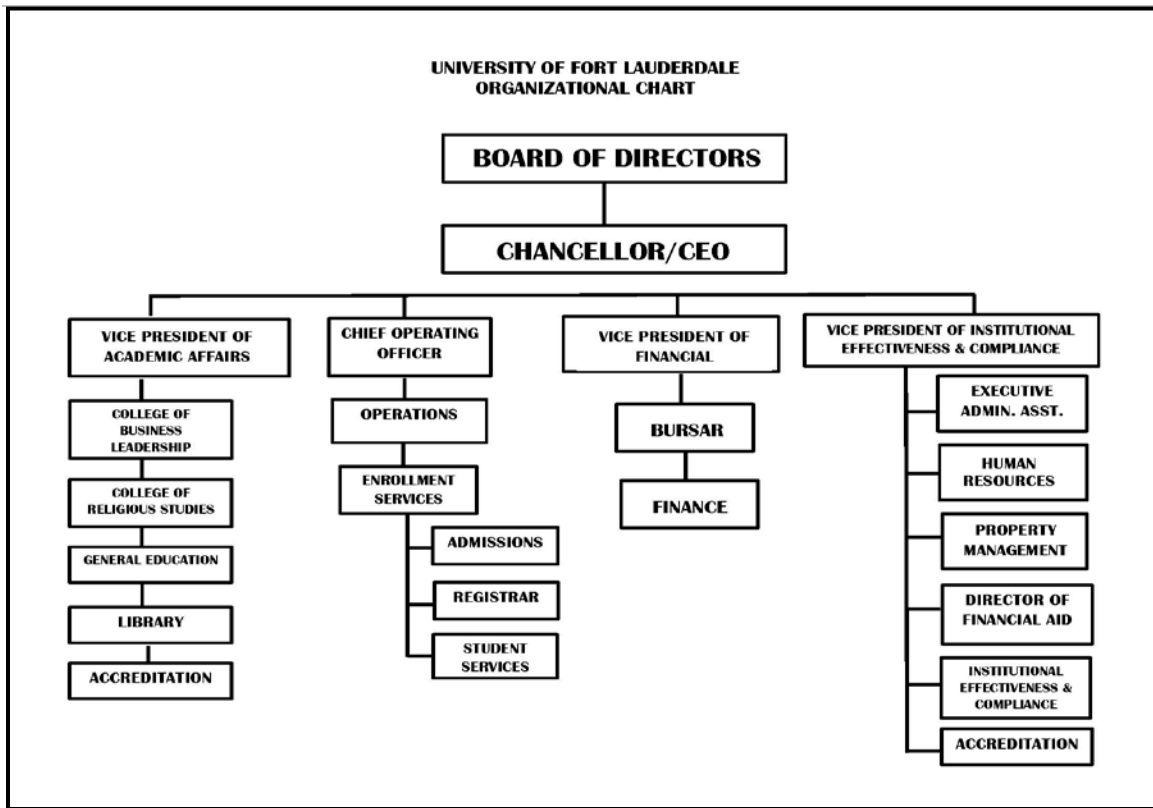 UNIVERSITY OF FORT LAUDERDALE
ORGANIZATIONAL CHART
BOARD OF DIRECTORS
CHANCELLOR/CEO
VICE PRESIDENT OF
ACADEMIC AFFAIRS
COLLEGE OF
BUSINESS
LEADERSHIP
COLLEGE OF
RELIGIOUS STUDIES
GENERAL EDUCATION
LIBRARY
ACCREDITATION
CHIEF OPERATING
OFFICER
OPERATIONS
ENROLLMENT
SERVICES
ADMISSIONS
REGISTRAR
STUDENT
SERVICES
VICE PRESIDENT OF
FINANCIAL
BURSAR
FINANCE
VICE PRESIDENT OF INSTITUTIONAL
EFFECTIVENESS & COMPLIANCE
EXECUTIVE
ADMIN. ASST.
HUMAN
RESOURCES
PROPERTY
MANAGEMENT
DIRECTOR OF
FINANCIAL AID
INSTITUTIONAL
EFFECTIVENESS &
COMPLIANCE
ACCREDITATION